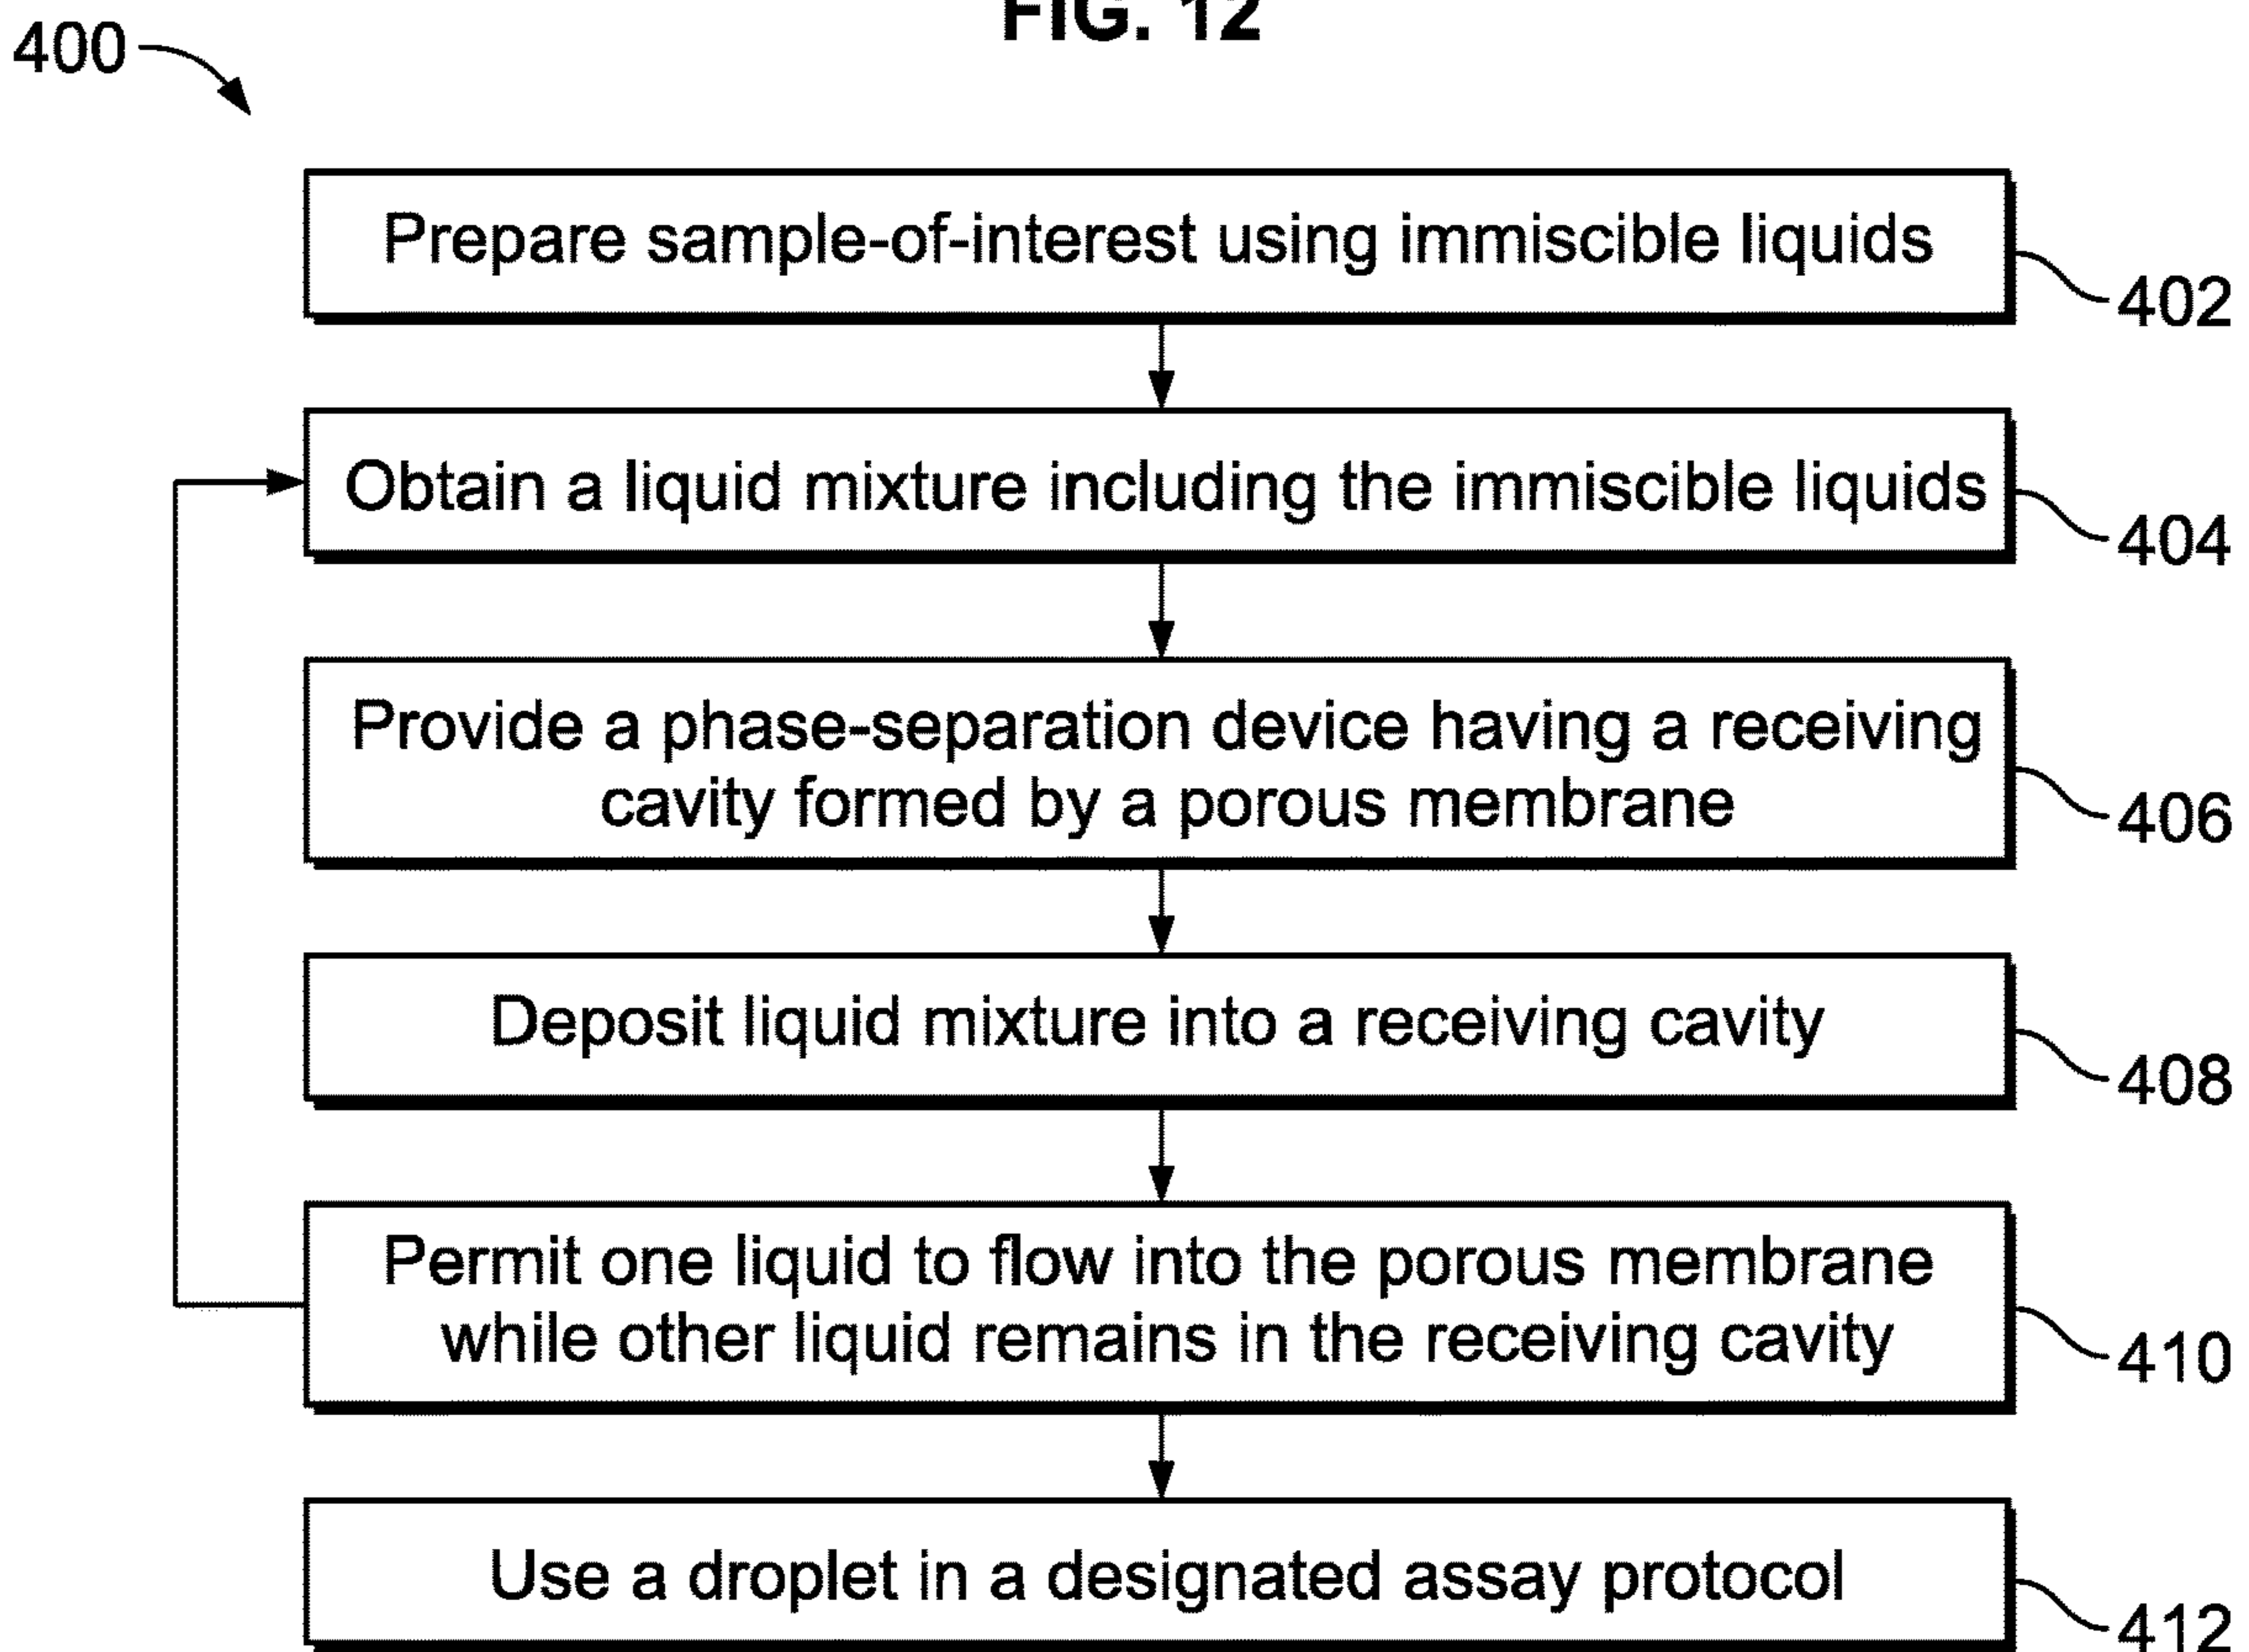 FIG. 12
400
Prepare sample-of-interest using immiscible liquids
402
Obtain a liquid mixture including the immiscible liquids
404
Provide a phase-separation device having a receiving
cavity formed by a porous membrane
406
Deposit liquid mixture into a receiving cavity
408
Permit one liquid to flow into the porous membrane
while other liquid remains in the receiving cavity
410
Use a droplet in a designated assay protocol
412